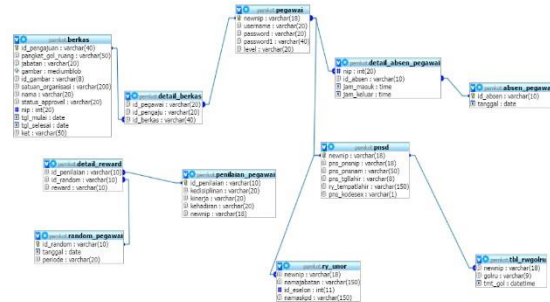 berkas
id_pengajuan : varchar(40)
pangkat_gol_ruang : varchar(50)
jabatan : varchar(20)
gambar : mediumblob
id_gambar : varchar(8)
satuan_organisasi : varchar(200)
nama : varchar(20)
status_approvel : varchar(20)
nip : int(20)
tgl_mulai : date
tgl_selesai : date
ket : varchar(50)
detail_berkas
id_pegawai : varchar(20)
id_pengaju : varchar(20)
id_berkas : varchar(40)
pegawai
newnip : varchar(18)
username : varchar(20)
password : varchar(20)
password1 : varchar(40)
level : varchar(20)
detail_absen_pegawai
nip : int(20)
id_absen : varchar(10)
jam_masuk : time
jam_keluar : time
absen_pegawai
id_absen : varchar(10)
tanggal : date
detail_reward
id_penilaian : varchar(10)
id_random : varchar(10)
reward : varchar(10)
penilaian_pegawai
id_penilaian : varchar(10)
kedisiplinan : varchar(20)
kinerja : varchar(20)
kehadiran : varchar(20)
newnip : varchar(18)
pnsd
newnip : varchar(18)
pns_pnsnip : varchar(18)
pns_pnsnam : varchar(50)
pns_tgllahir : varchar(8)
ry_tempatlahir : varchar(150)
pns_kodesex : varchar(1)
random_pegawai
id_random : varchar(10)
tanggal : date
periode : varchar(20)
ry_unor
newnip : varchar(18)
namajabatan : varchar(150)
id_eselon : int(11)
namaskpd : varchar(150)
tbl_rwgolru
newnip : varchar(18)
golru : varchar(9)
tmt_gol : datetime